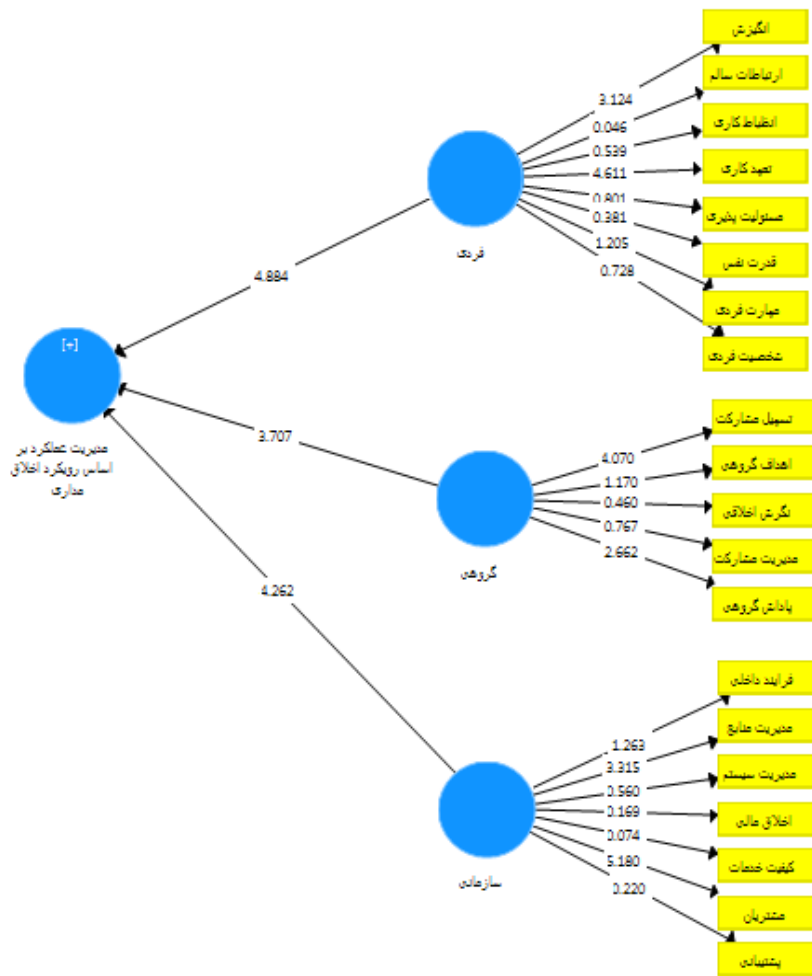 انگیزش
ارتباطات سالم
انظباط کاری
تعهد کاری
مسئولیت پذیری
قدرت نفس
مهارت فردی
شخصیت فردی
3.124
0.046
0.539
4.611
0.801
0.381
1.205
0.728
فردی
4.884
[+]
مدیریت عملکرد بر
اساس رویکرد اخلاق
مداری
3.707
4.262
تسهیل مشارکت
اهداف گروهی
نگرش اخلاقی
مدیریت مشارکت
پاداش گروهی
4.070
1.170
0.460
0.767
2.662
گروهی
فرایند داخلی
مدیریت منابع
مدیریت سیستم
اخلاق مالی
کیفیت خدمات
مشتریان
پشتیبانی
1.263
3.315
0.560
0.169
0.074
5.180
0.220
سازمانی